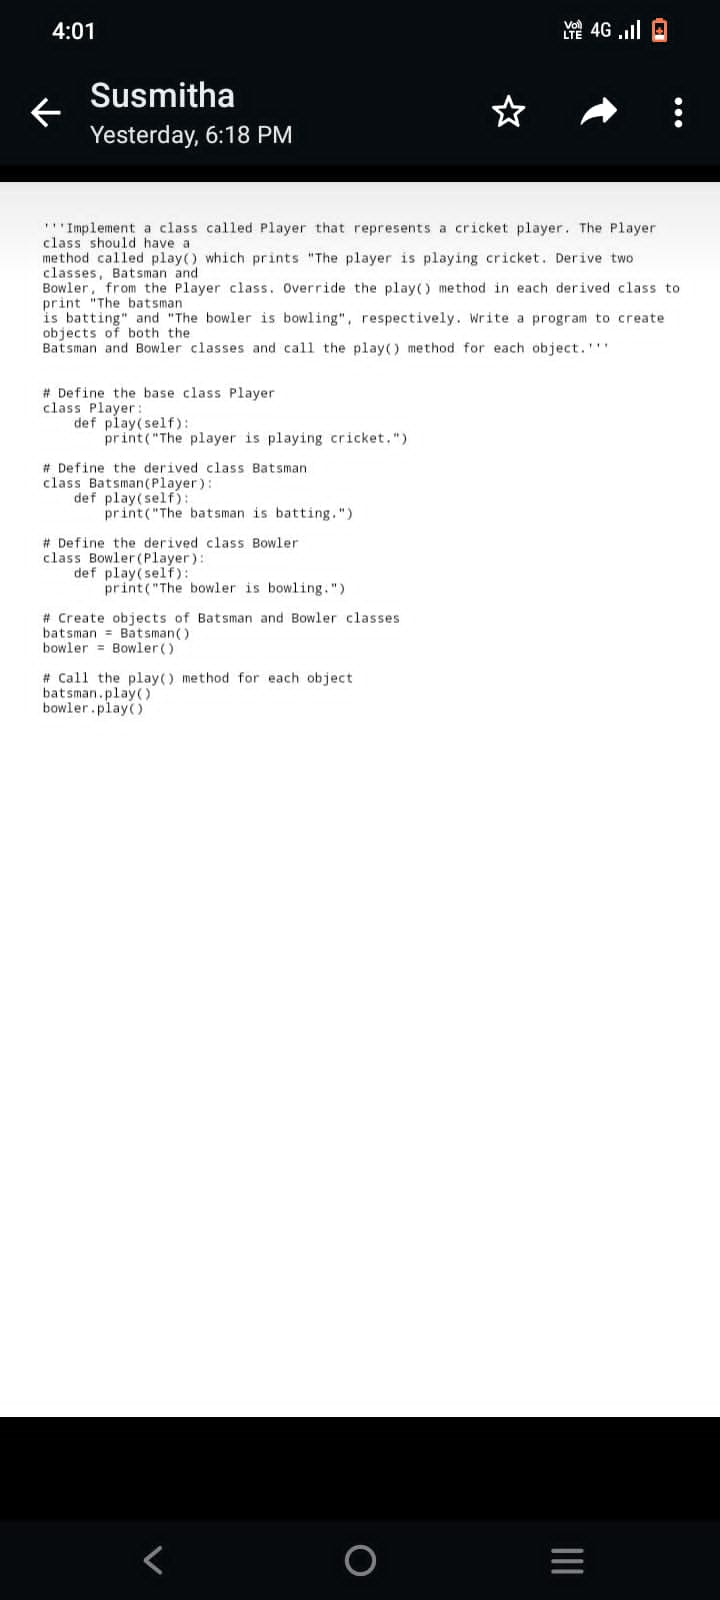 4:01
Vo)) LTE 4G
Susmitha
Yesterday, 6:18 PM
'''Implement a class called Player that represents a cricket player. The Player
class should have a
method called play() which prints "The player is playing cricket. Derive two
classes, Batsman and
Bowler, from the Player class. Override the play() method in each derived class to
print "The batsman
is batting" and "The bowler is bowling", respectively. Write a program to create
objects of both the
Batsman and Bowler classes and call the play() method for each object.'''
# Define the base class Player
class Player:
    def play(self):
        print("The player is playing cricket.")
# Define the derived class Batsman
class Batsman(Player):
    def play(self):
        print("The batsman is batting.")
# Define the derived class Bowler
class Bowler(Player):
    def play(self):
        print("The bowler is bowling.")
# Create objects of Batsman and Bowler classes
batsman = Batsman()
bowler = Bowler()
# Call the play() method for each object
batsman.play()
bowler.play()